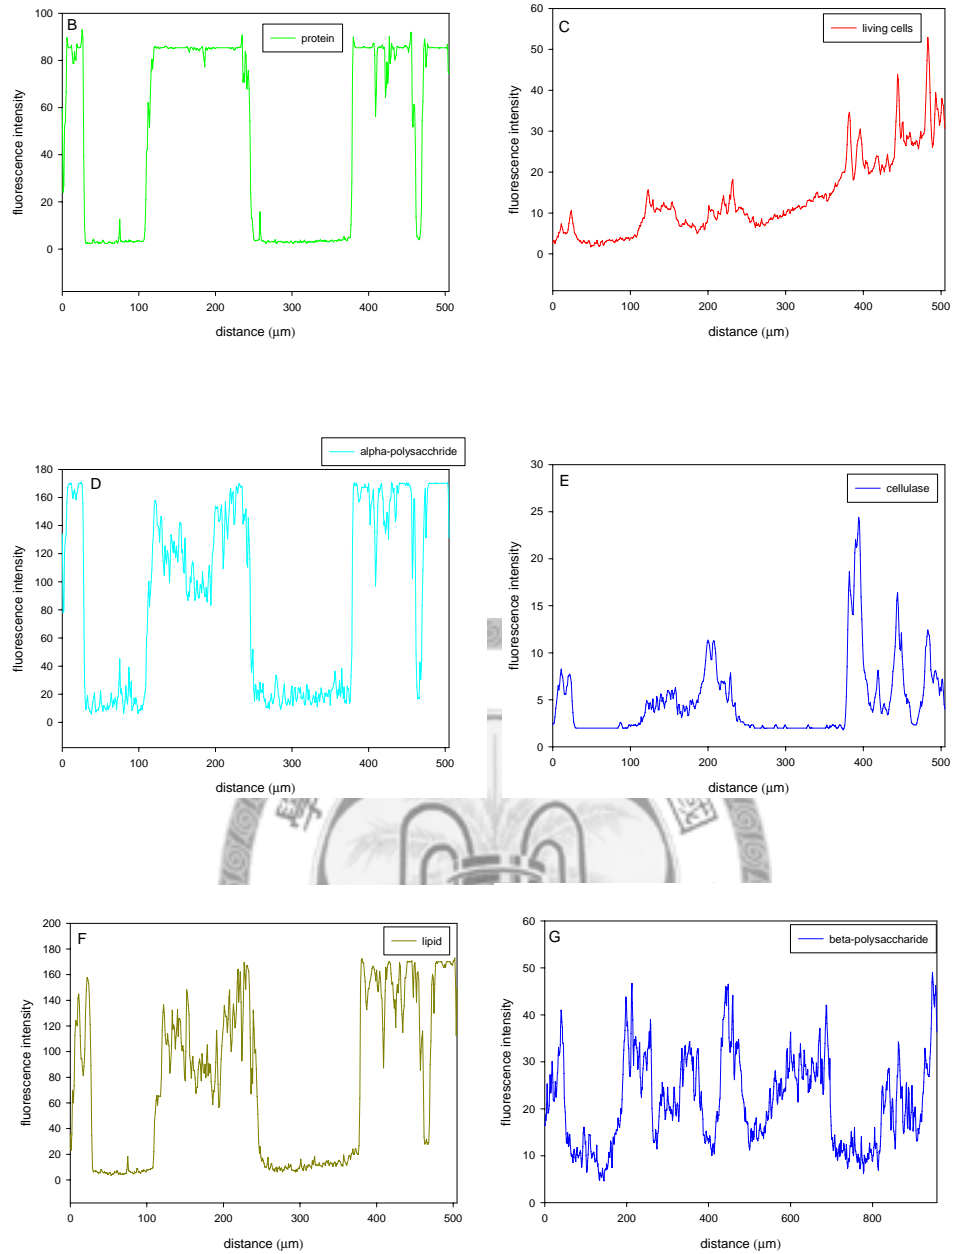 B
protein
fluorescence intensity
100
80
60
40
20
0
0 100 200 300 400 500
distance (μm)
C
living cells
fluorescence intensity
60
50
40
30
20
10
0
0 100 200 300 400 500
distance (μm)
alpha-polysacchride
D
fluorescence intensity
180
160
140
120
100
80
60
40
20
0
0 100 200 300 400 500
distance (μm)
E
cellulase
fluorescence intensity
30
25
20
15
10
5
0
0 100 200 300 400 500
distance (μm)
F
lipid
fluorescence intensity
200
180
160
140
120
100
80
60
40
20
0
0 100 200 300 400 500
distance (μm)
G
beta-polysaccharide
fluorescence intensity
60
50
40
30
20
10
0
0 200 400 600 800
distance (μm)